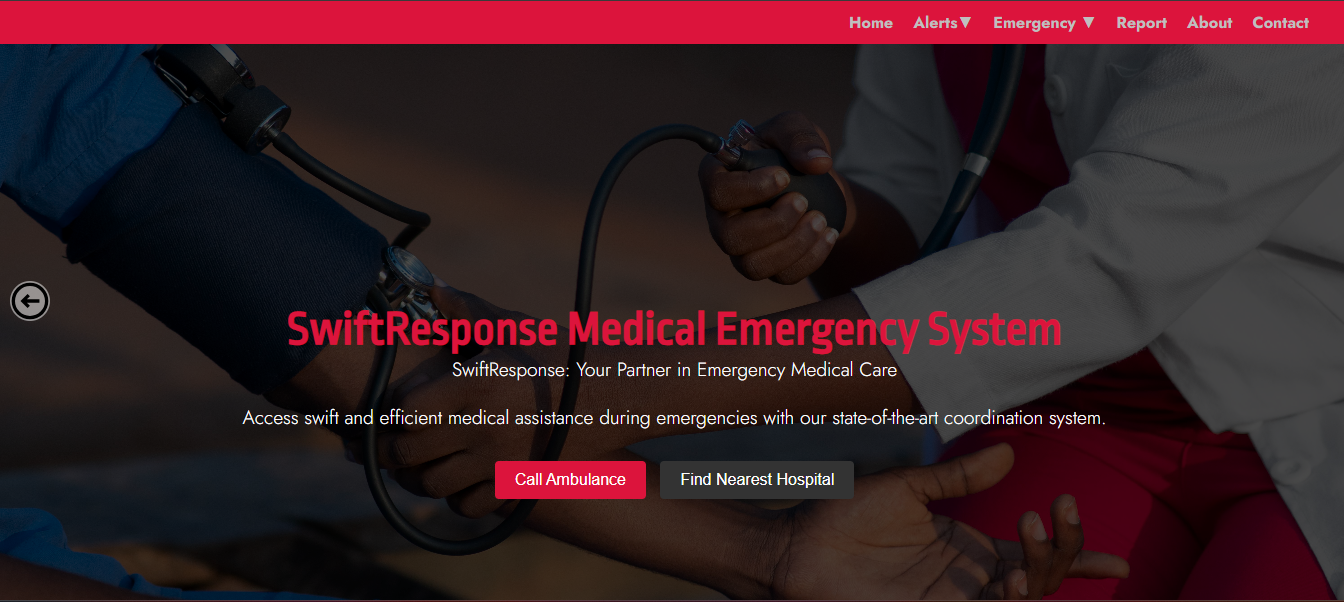 Home Alerts▼ Emergency ▼ Report About Contact
SwiftResponse Medical Emergency System
SwiftResponse: Your Partner in Emergency Medical Care
Access swift and efficient medical assistance during emergencies with our state-of-the-art coordination system.
Call Ambulance Find Nearest Hospital